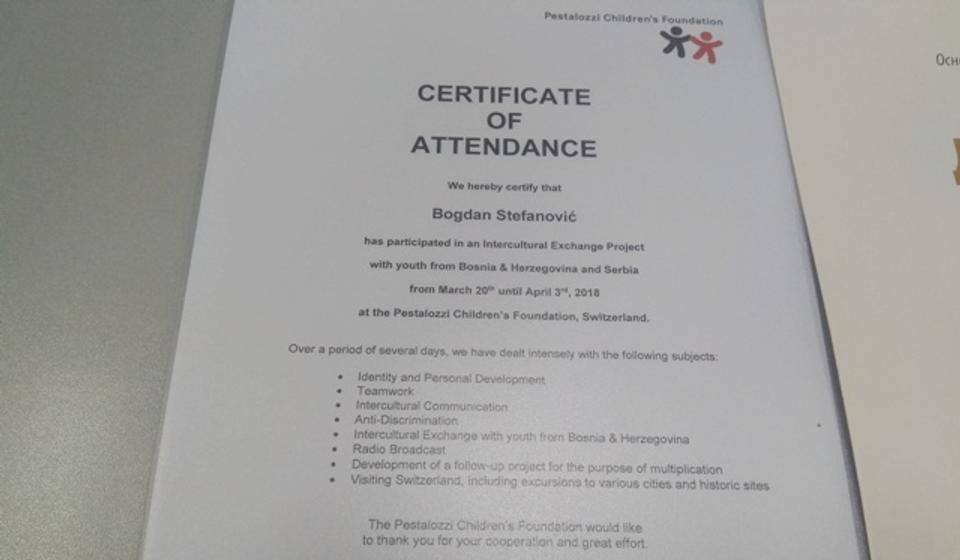 Pestalozzi Children's Foundation
CERTIFICATE
OF
ATTENDANCE
We hereby certify that
Bogdan Stefanović
has participated in an Intercultural Exchange Project
with youth from Bosnia & Herzegovina and Serbia
from March 20th until April 3rd, 2018
at the Pestalozzi Children's Foundation, Switzerland.
Over a period of several days, we have dealt intensely with the following subjects:
• Identity and Personal Development
• Teamwork
• Intercultural Communication
• Anti-Discrimination
• Intercultural Exchange with youth from Bosnia & Herzegovina
• Radio Broadcast
• Development of a follow-up project for the purpose of multiplication
• Visiting Switzerland, including excursions to various cities and historic sites
The Pestalozzi Children's Foundation would like
to thank you for your cooperation and great effort.